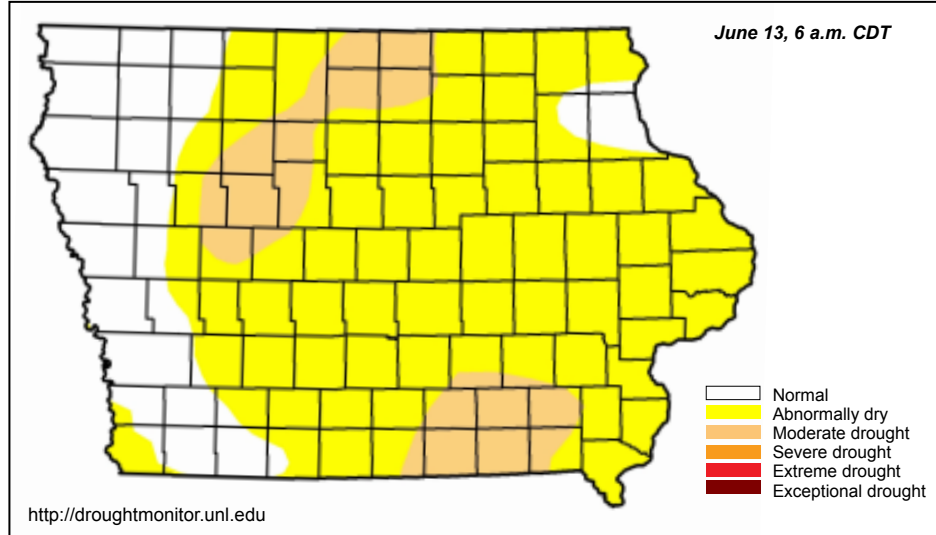 June 13, 6 a.m. CDT
Normal
Abnormally dry
Moderate drought
Severe drought
Extreme drought
Exceptional drought
http://droughtmonitor.unl.edu